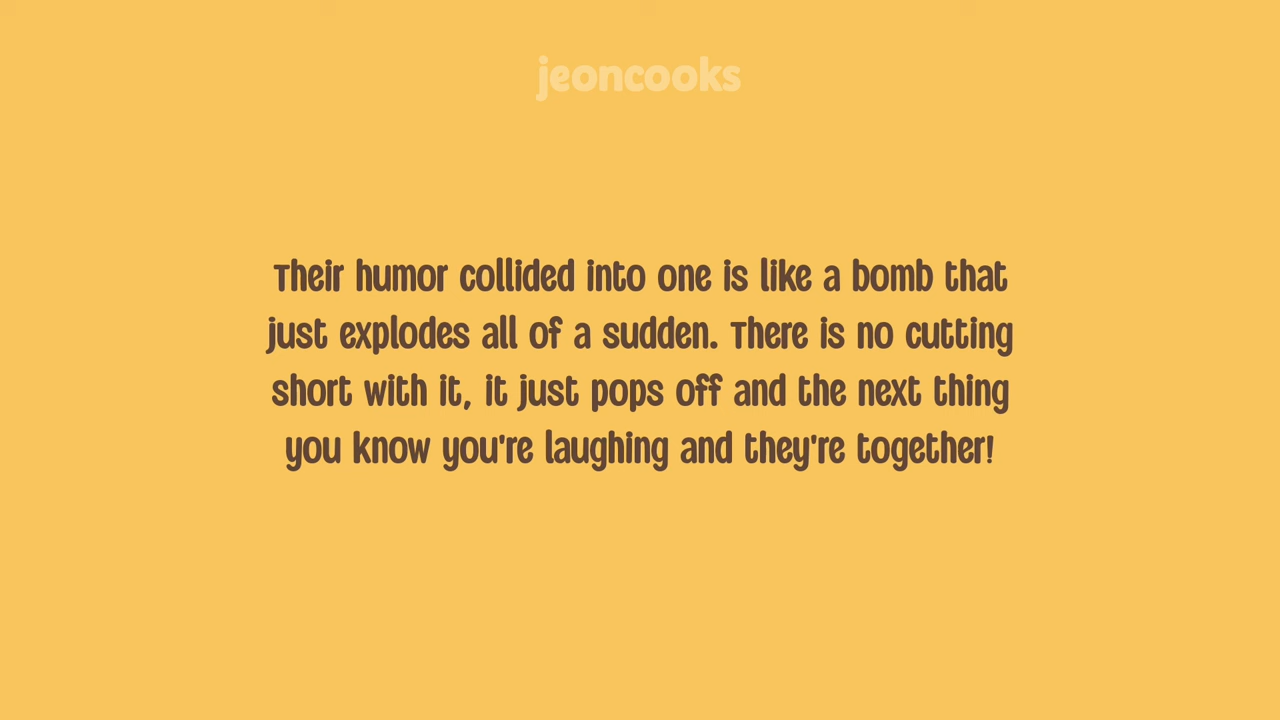 jeoncooks
Their humor collided into one is like a bomb that
just explodes all of a sudden. There is no cutting
short with it, it just pops off and the next thing
you know you're laughing and they're together!